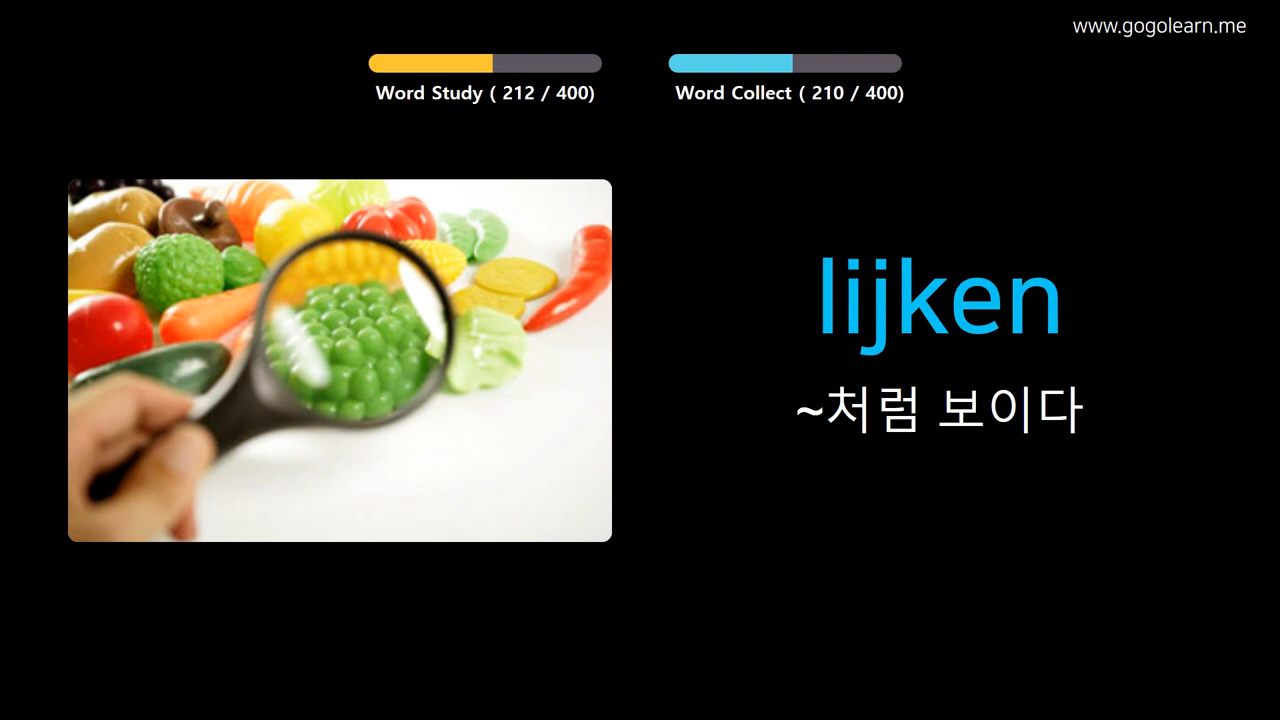 www.gogolearn.me
Word Study ( 212 / 400)
Word Collect ( 210 / 400)
lijken
~처럼 보이다